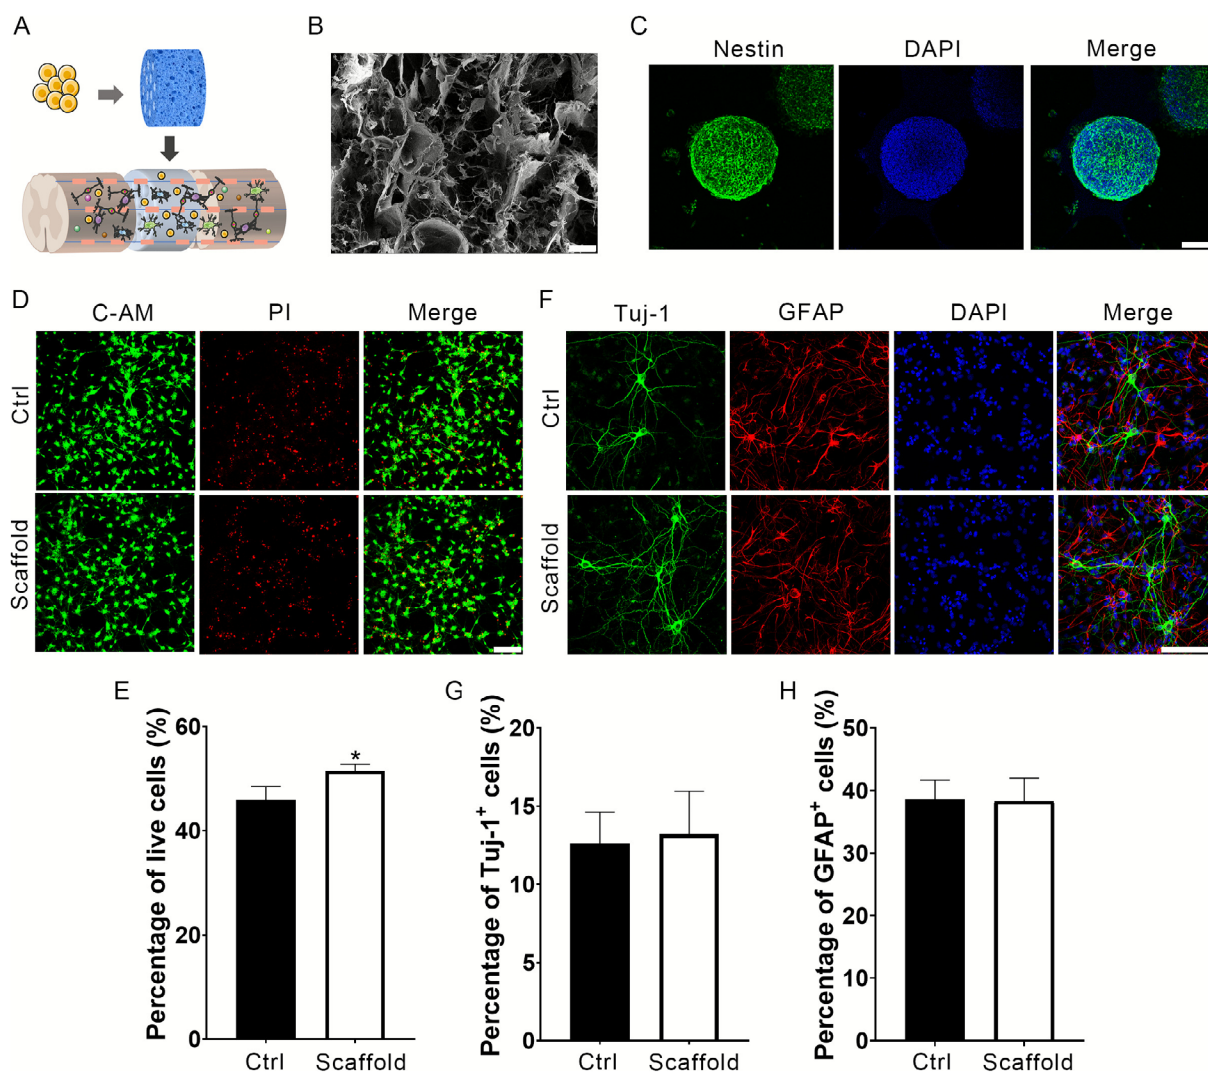 A
B
C
Nestin
DAPI
Merge
D
C-AM
PI
Merge
Ctrl
Scaffold
F
Tuj-1
GFAP
DAPI
Merge
Ctrl
Scaffold
E
Percentage of live cells (%)
60
40
20
0
Ctrl
Scaffold
*
G
Percentage of Tuj-1⁺ cells (%)
20
15
10
5
0
Ctrl
Scaffold
H
Percentage of GFAP⁺ cells (%)
50
40
30
20
10
0
Ctrl
Scaffold